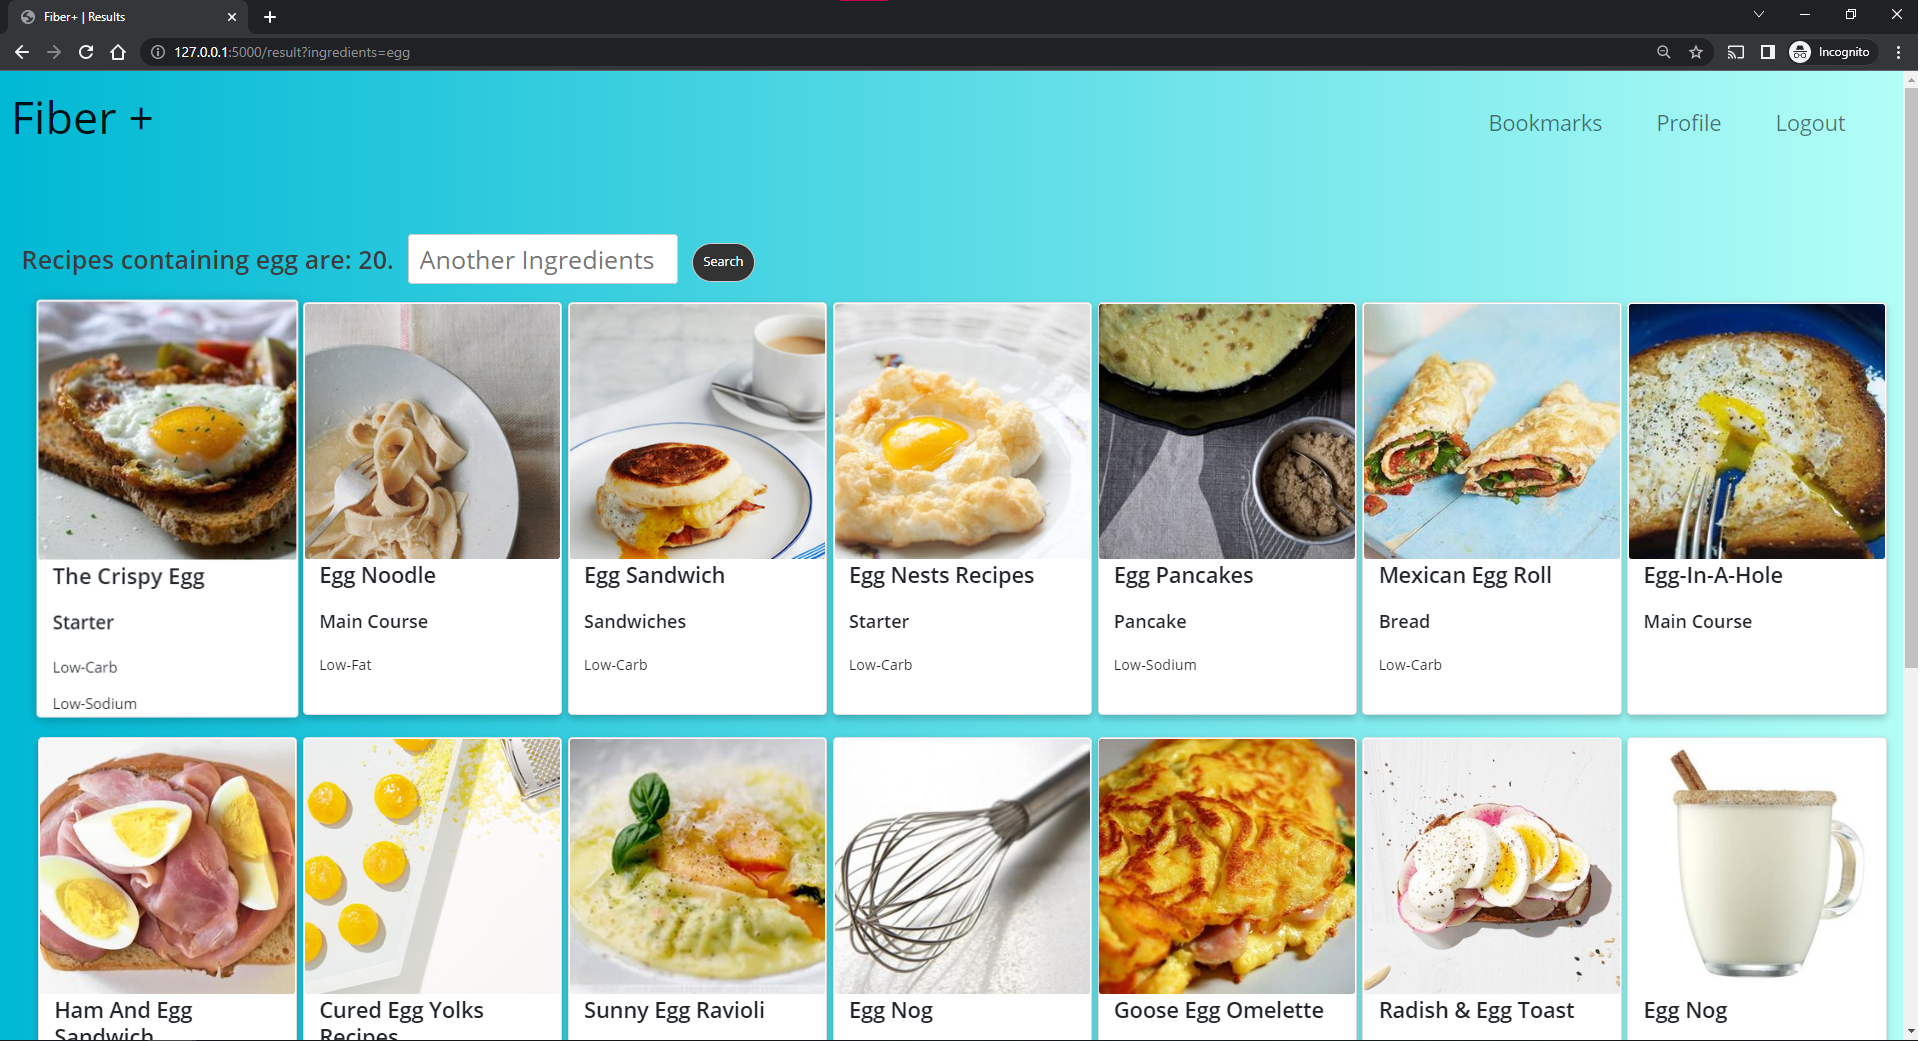 Fiber+ | Results
127.0.0.1:5000/result?ingredients=egg
Incognito
Fiber +
Bookmarks
Profile
Logout
Recipes containing egg are: 20.
Another Ingredients
Search
The Crispy Egg
Starter
Low-Carb
Low-Sodium
Egg Noodle
Main Course
Low-Fat
Egg Sandwich
Sandwiches
Low-Carb
Egg Nests Recipes
Starter
Low-Carb
Egg Pancakes
Pancake
Low-Sodium
Mexican Egg Roll
Bread
Low-Carb
Egg-In-A-Hole
Main Course
Ham And Egg
Sandwich
Cured Egg Yolks
Recipes
Sunny Egg Ravioli
Egg Nog
Goose Egg Omelette
Radish & Egg Toast
Egg Nog